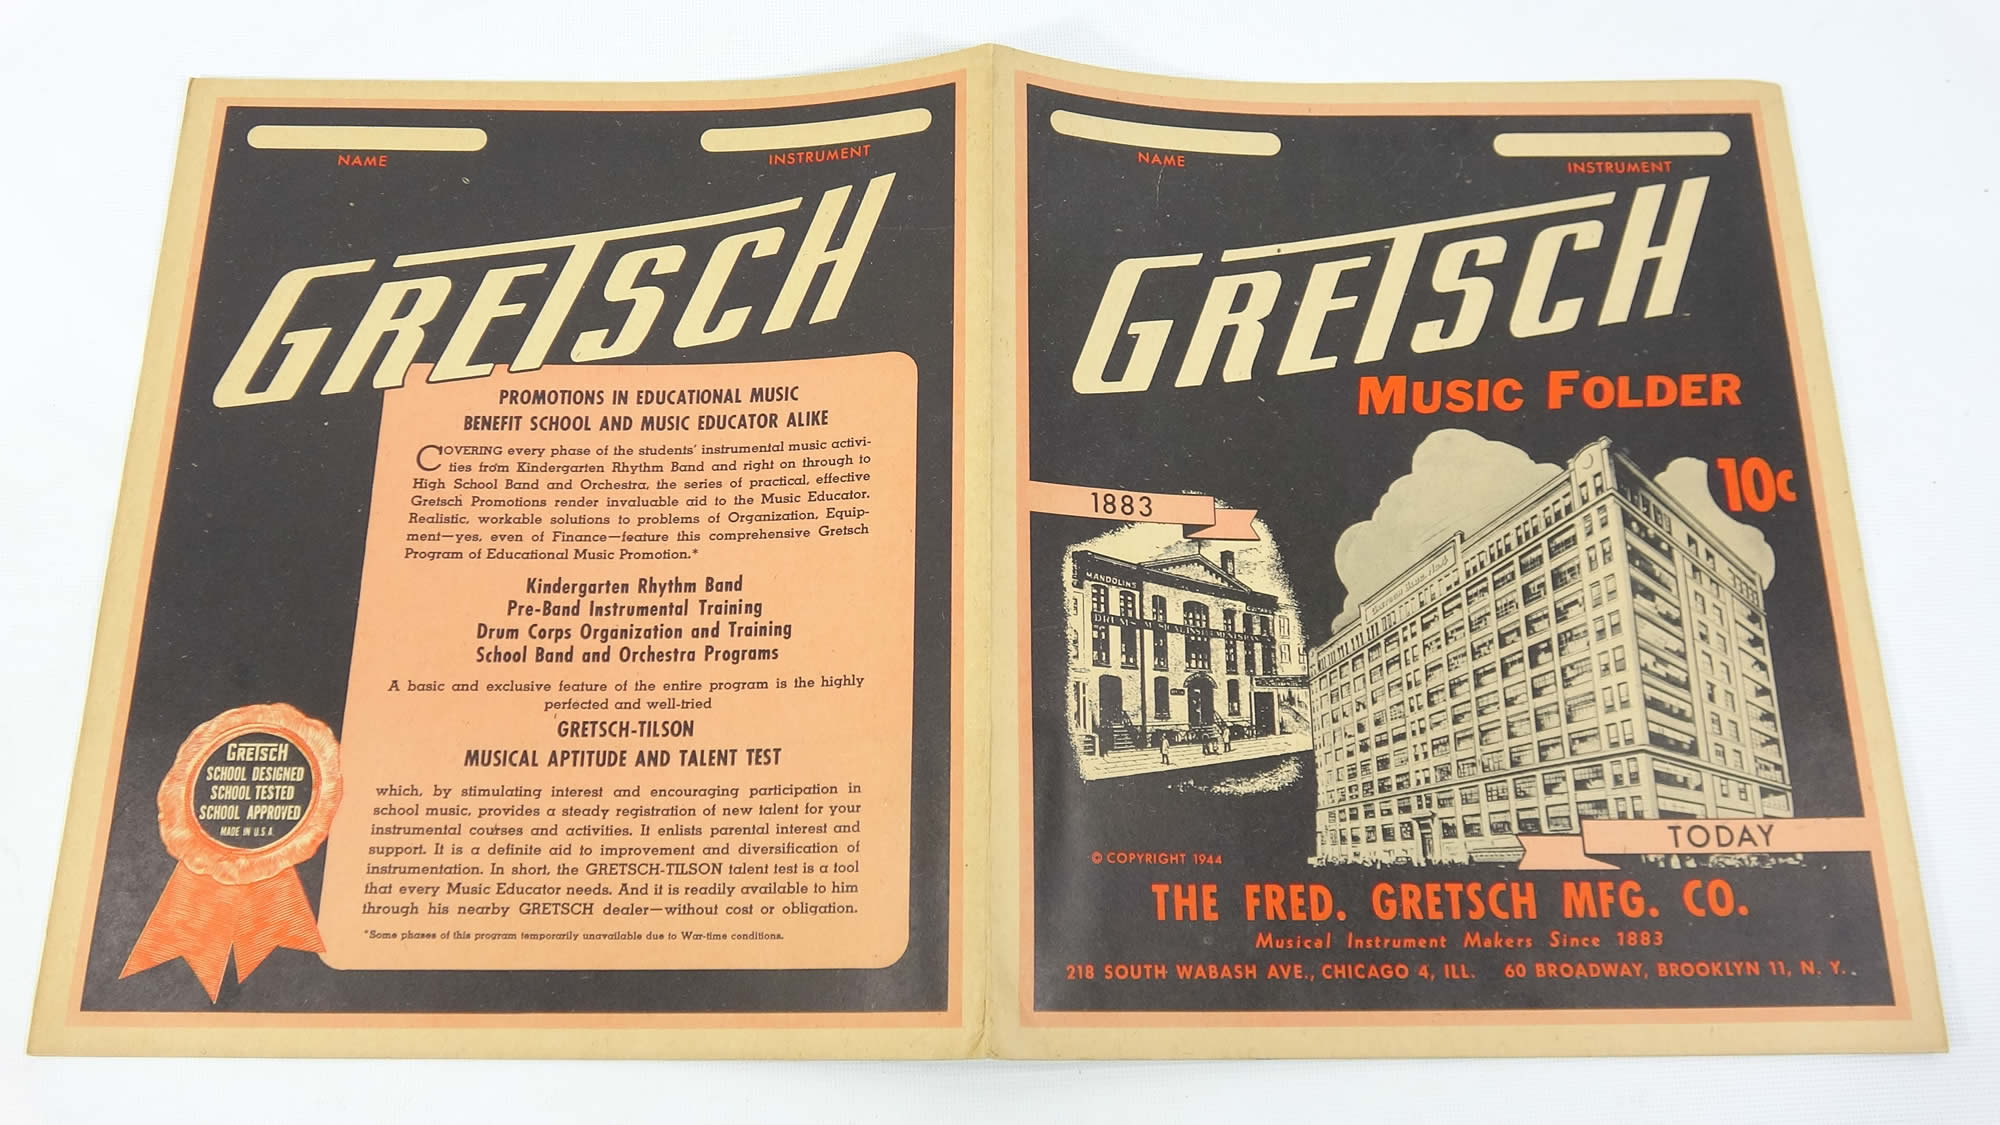 NAME
INSTRUMENT
GRETSCH
PROMOTIONS IN EDUCATIONAL MUSIC
BENEFIT SCHOOL AND MUSIC EDUCATOR ALIKE
COVERING every phase of the students' instrumental music activi-
ties from Kindergarten Rhythm Band and right on through to
High School Band and Orchestra, the series of practical, effective
Gretsch Promotions render invaluable aid to the Music Educator.
Realistic, workable solutions to problems of Organization, Equip-
ment—yes, even of Finance—feature this comprehensive Gretsch
Program of Educational Music Promotion.*
Kindergarten Rhythm Band
Pre-Band Instrumental Training
Drum Corps Organization and Training
School Band and Orchestra Programs
A basic and exclusive feature of the entire program is the highly
perfected and well-tried
GRETSCH-TILSON
MUSICAL APTITUDE AND TALENT TEST
which, by stimulating interest and encouraging participation in
school music, provides a steady registration of new talent for your
instrumental courses and activities. It enlists parental interest and
support. It is a definite aid to improvement and diversification of
instrumentation. In short, the GRETSCH-TILSON talent test is a tool
that every Music Educator needs. And it is readily available to him
through his nearby GRETSCH dealer—without cost or obligation.
*Some phases of this program temporarily unavailable due to War-time conditions.
GRETSCH
SCHOOL DESIGNED
SCHOOL TESTED
SCHOOL APPROVED
MADE IN U.S.A.
NAME
INSTRUMENT
GRETSCH
MUSIC FOLDER
10c
1883
MANDOLINS
DRUMS MUSICAL INSTRUMENTS
GRETSCH BLDG. No. 4
TODAY
© COPYRIGHT 1944
THE FRED. GRETSCH MFG. CO.
Musical Instrument Makers Since 1883
218 SOUTH WABASH AVE., CHICAGO 4, ILL. 60 BROADWAY, BROOKLYN 11, N. Y.